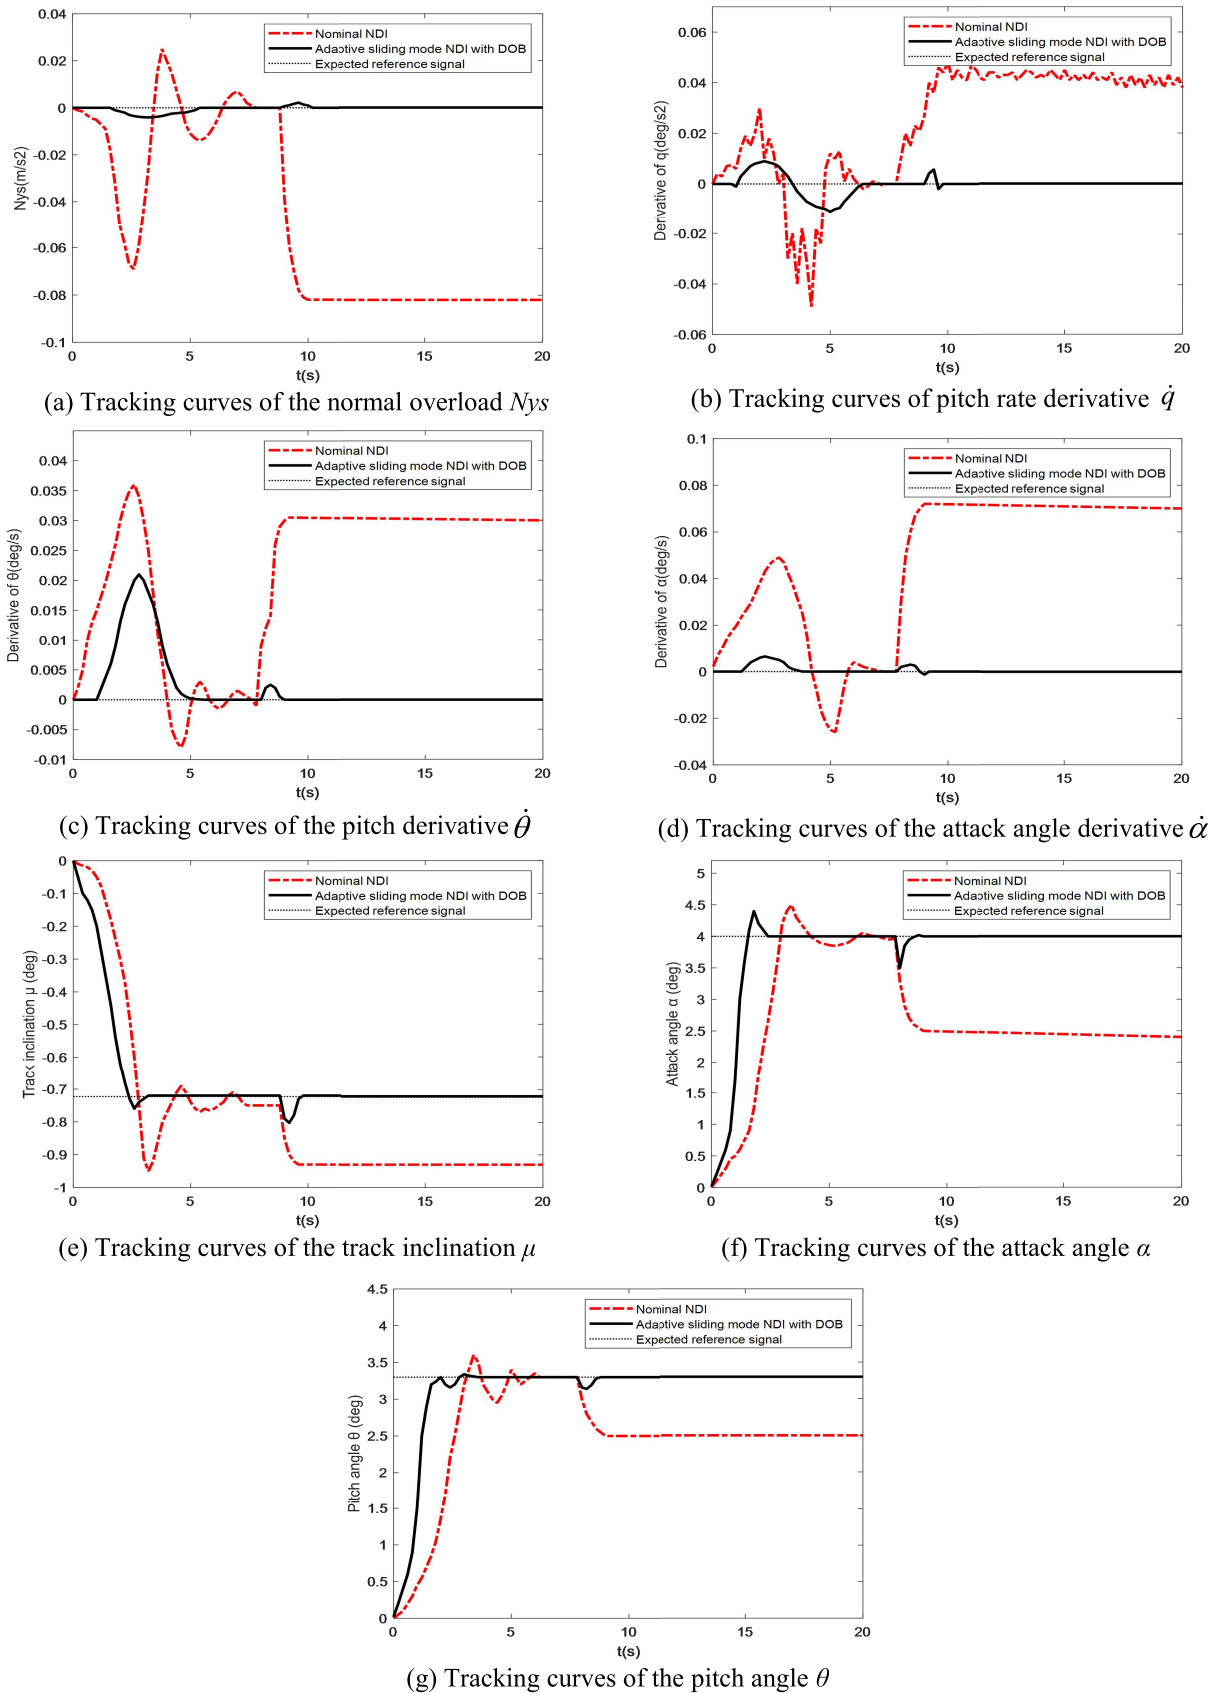 0.04
0.02
0
-0.02
-0.04
-0.06
-0.08
-0.1
Nys(m/s2)
Nominal NDI
Adaptive sliding mode NDI with DOB
Expected reference signal
0 5 10 15 20
t(s)
(a) Tracking curves of the normal overload Nys
0.06
0.04
0.02
0
-0.02
-0.04
-0.06
Derivative of q(deg/s2)
Nominal NDI
Adaptive sliding mode NDI with DOB
Expected reference signal
0 5 10 15 20
t(s)
(b) Tracking curves of pitch rate derivative q̇
0.04
0.035
0.03
0.025
0.02
0.015
0.01
0.005
0
-0.005
-0.01
Derivative of θ(deg/s)
Nominal NDI
Adaptive sliding mode NDI with DOB
Expected reference signal
0 5 10 15 20
t(s)
(c) Tracking curves of the pitch derivative θ̇
0.1
0.08
0.06
0.04
0.02
0
-0.02
-0.04
Derivative of α(deg/s)
Nominal NDI
Adaptive sliding mode NDI with DOB
Expected reference signal
0 5 10 15 20
t(s)
(d) Tracking curves of the attack angle derivative α̇
0
-0.1
-0.2
-0.3
-0.4
-0.5
-0.6
-0.7
-0.8
-0.9
-1
Track inclination μ (deg)
Nominal NDI
Adaptive sliding mode NDI with DOB
Expected reference signal
0 5 10 15 20
t(s)
(e) Tracking curves of the track inclination μ
5
4.5
4
3.5
3
2.5
2
1.5
1
0.5
0
Attack angle α (deg)
Nominal NDI
Adaptive sliding mode NDI with DOB
Expected reference signal
0 5 10 15 20
t(s)
(f) Tracking curves of the attack angle α
4.5
4
3.5
3
2.5
2
1.5
1
0.5
0
Pitch angle θ (deg)
Nominal NDI
Adaptive sliding mode NDI with DOB
Expected reference signal
0 5 10 15 20
t(s)
(g) Tracking curves of the pitch angle θ